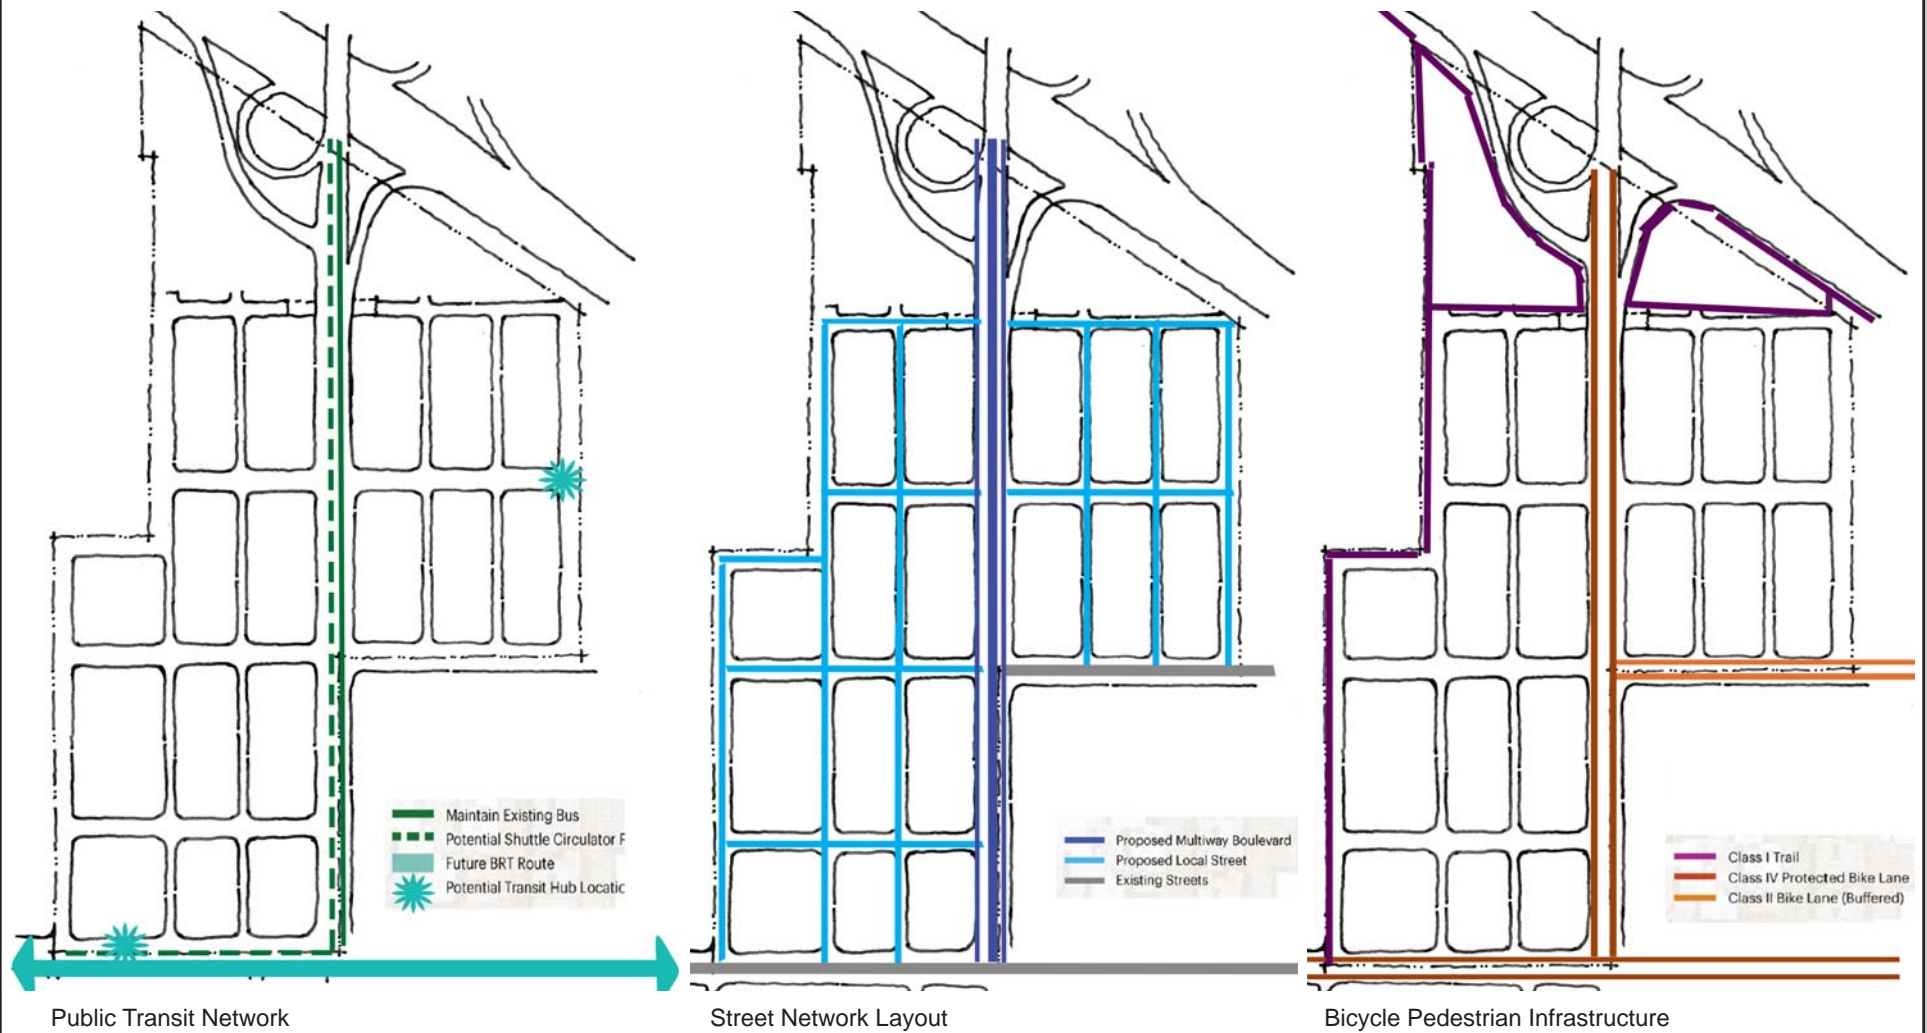 Maintain Existing Bus
Potential Shuttle Circulator F
Future BRT Route
Potential Transit Hub Locatic
Proposed Multiway Boulevard
Proposed Local Street
Existing Streets
Class I Trail
Class IV Protected Bike Lane
Class II Bike Lane (Buffered)
Public Transit Network
Street Network Layout
Bicycle Pedestrian Infrastructure